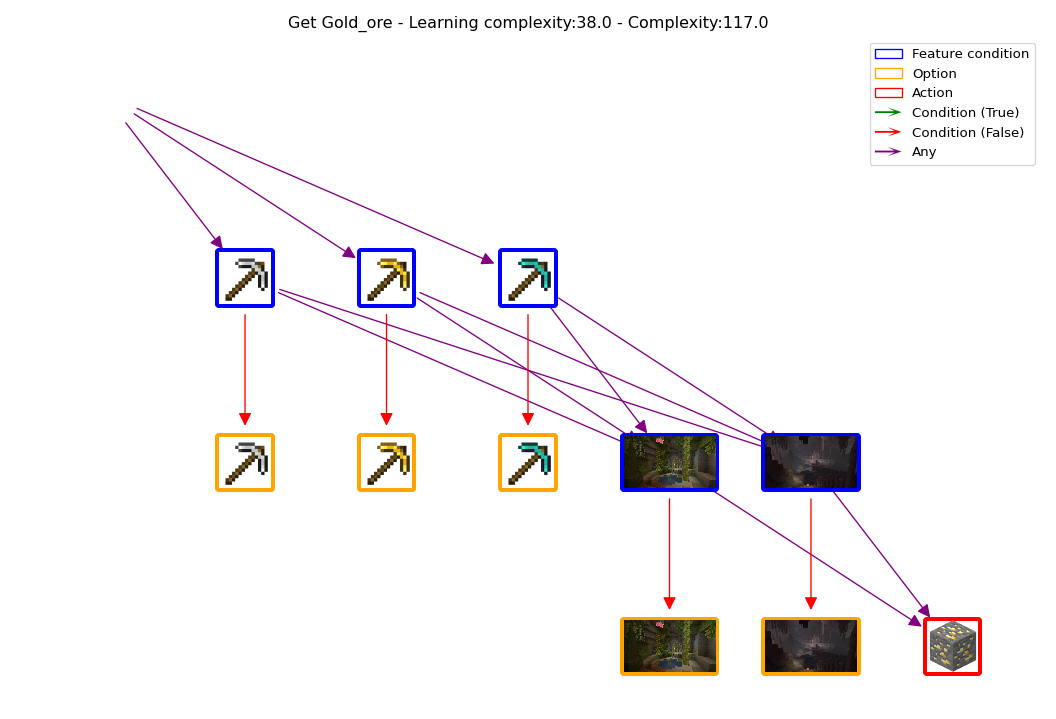 Get Gold_ore - Learning complexity:38.0 - Complexity:117.0
Feature condition
Option
Action
Condition (True)
Condition (False)
Any